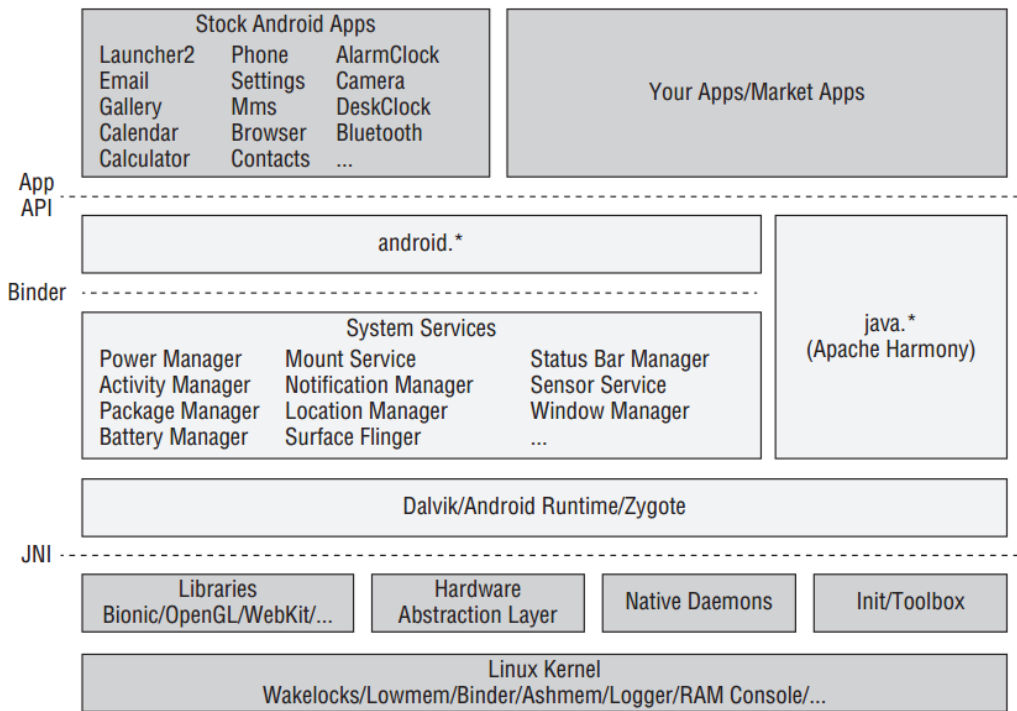 Stock Android Apps
Launcher2 Phone AlarmClock
Email Settings Camera
Gallery Mms DeskClock
Calendar Browser Bluetooth
Calculator Contacts ...
Your Apps/Market Apps
App
API
android.*
Binder
System Services
Power Manager Mount Service Status Bar Manager
Activity Manager Notification Manager Sensor Service
Package Manager Location Manager Window Manager
Battery Manager Surface Flinger ...
java.*
(Apache Harmony)
Dalvik/Android Runtime/Zygote
JNI
Libraries
Bionic/OpenGL/WebKit/...
Hardware
Abstraction Layer
Native Daemons
Init/Toolbox
Linux Kernel
Wakelocks/Lowmem/Binder/Ashmem/Logger/RAM Console/...